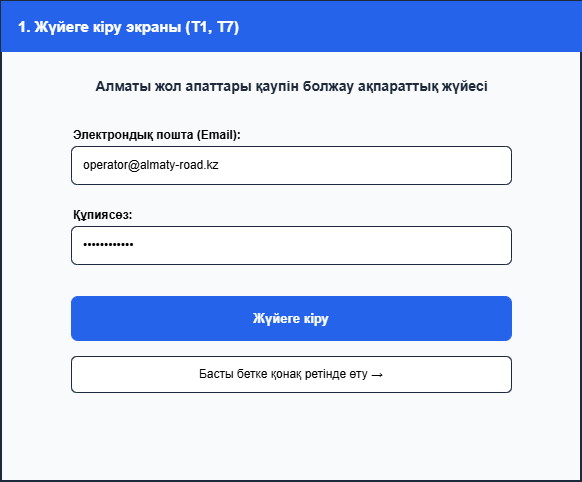 1. Жүйеге кіру экраны (T1, T7)
Алматы жол апаттары қаупін болжау ақпараттық жүйесі
Электрондық пошта (Email):
operator@almaty-road.kz
Құпиясөз:
••••••••••••
Жүйеге кіру
Басты бетке қонақ ретінде өту →